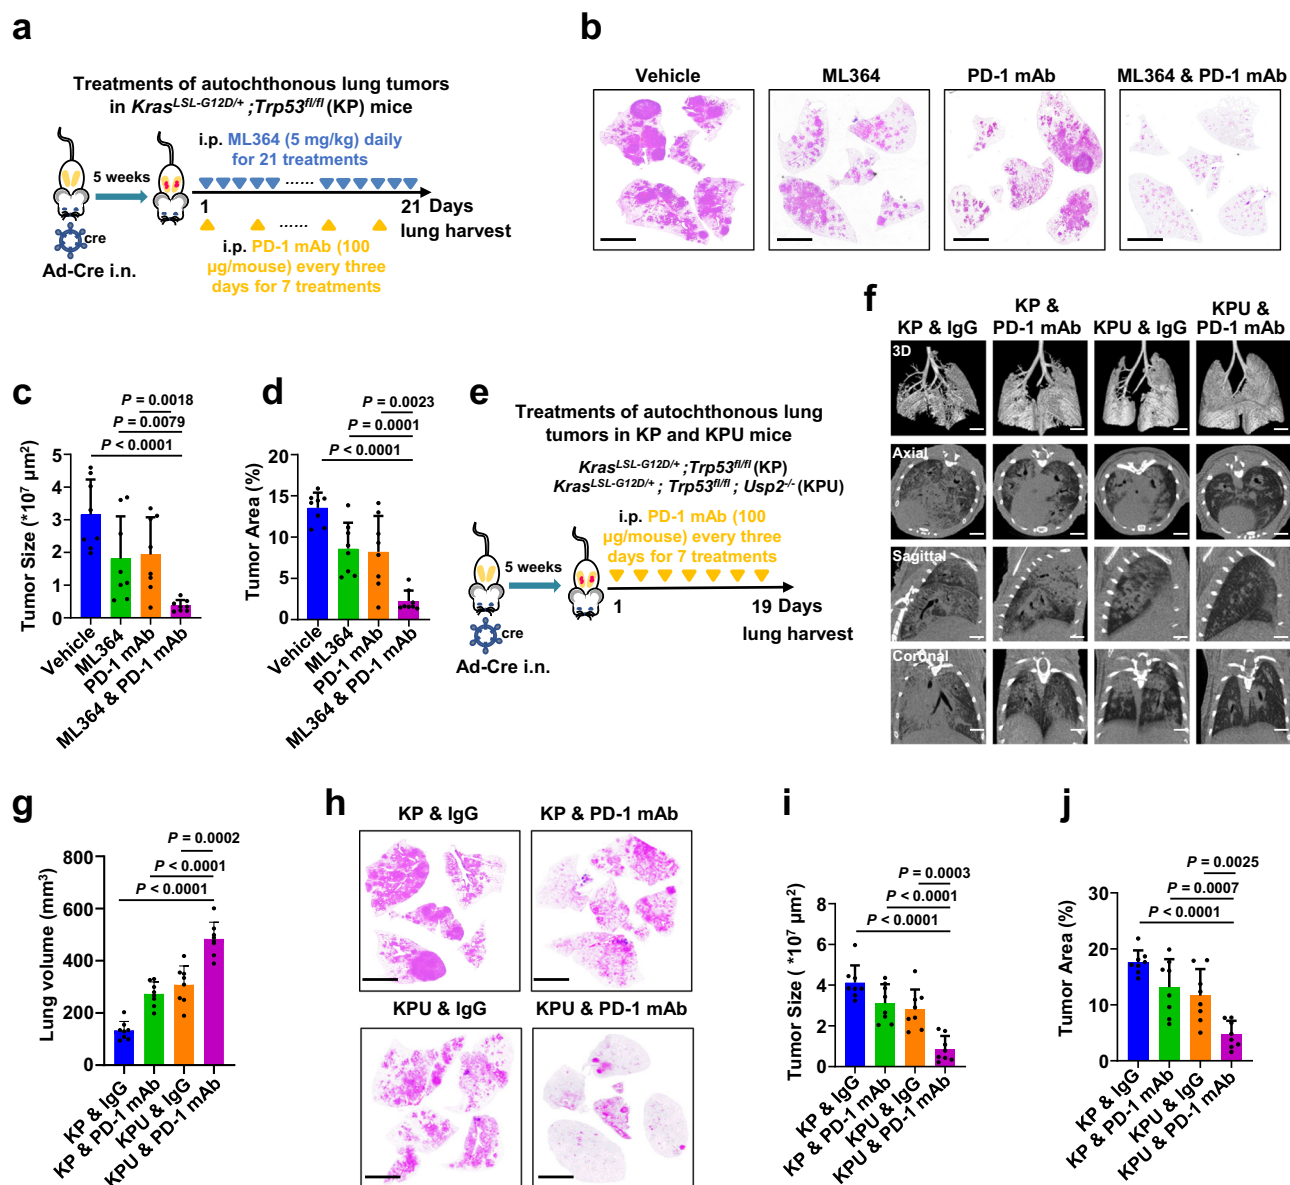 a
Treatments of autochthonous lung tumors
in Kras^LSL-G12D/+ ;Trp53^fl/fl (KP) mice
i.p. ML364 (5 mg/kg) daily
for 21 treatments
5 weeks
......
1
21 Days
lung harvest
......
cre
Ad-Cre i.n.
i.p. PD-1 mAb (100
µg/mouse) every three
days for 7 treatments
b
Vehicle
ML364
PD-1 mAb
ML364 & PD-1 mAb
c
P = 0.0018
P = 0.0079
P < 0.0001
Tumor Size (*10⁷ µm²)
5
4
3
2
1
0
Vehicle
ML364
PD-1 mAb
ML364 & PD-1 mAb
d
P = 0.0023
P = 0.0001
P < 0.0001
Tumor Area (%)
20
15
10
5
0
Vehicle
ML364
PD-1 mAb
ML364 & PD-1 mAb
e
Treatments of autochthonous lung
tumors in KP and KPU mice
Kras^LSL-G12D/+ ;Trp53^fl/fl (KP)
Kras^LSL-G12D/+ ; Trp53^fl/fl ; Usp2^-/- (KPU)
i.p. PD-1 mAb (100
µg/mouse) every three
days for 7 treatments
5 weeks
1
19 Days
lung harvest
cre
Ad-Cre i.n.
f
KP & IgG
KP &
PD-1 mAb
KPU & IgG
KPU &
PD-1 mAb
3D
Axial
Sagittal
Coronal
g
P = 0.0002
P < 0.0001
P < 0.0001
Lung volume (mm³)
800
600
400
200
0
KP & IgG
KP & PD-1 mAb
KPU & IgG
KPU & PD-1 mAb
h
KP & IgG
KP & PD-1 mAb
KPU & IgG
KPU & PD-1 mAb
i
P = 0.0003
P < 0.0001
P < 0.0001
Tumor Size ( *10⁷ µm²)
8
6
4
2
0
KP & IgG
KP & PD-1 mAb
KPU & IgG
KPU & PD-1 mAb
j
P = 0.0025
P = 0.0007
P < 0.0001
Tumor Area (%)
30
20
10
0
KP & IgG
KP & PD-1 mAb
KPU & IgG
KPU & PD-1 mAb